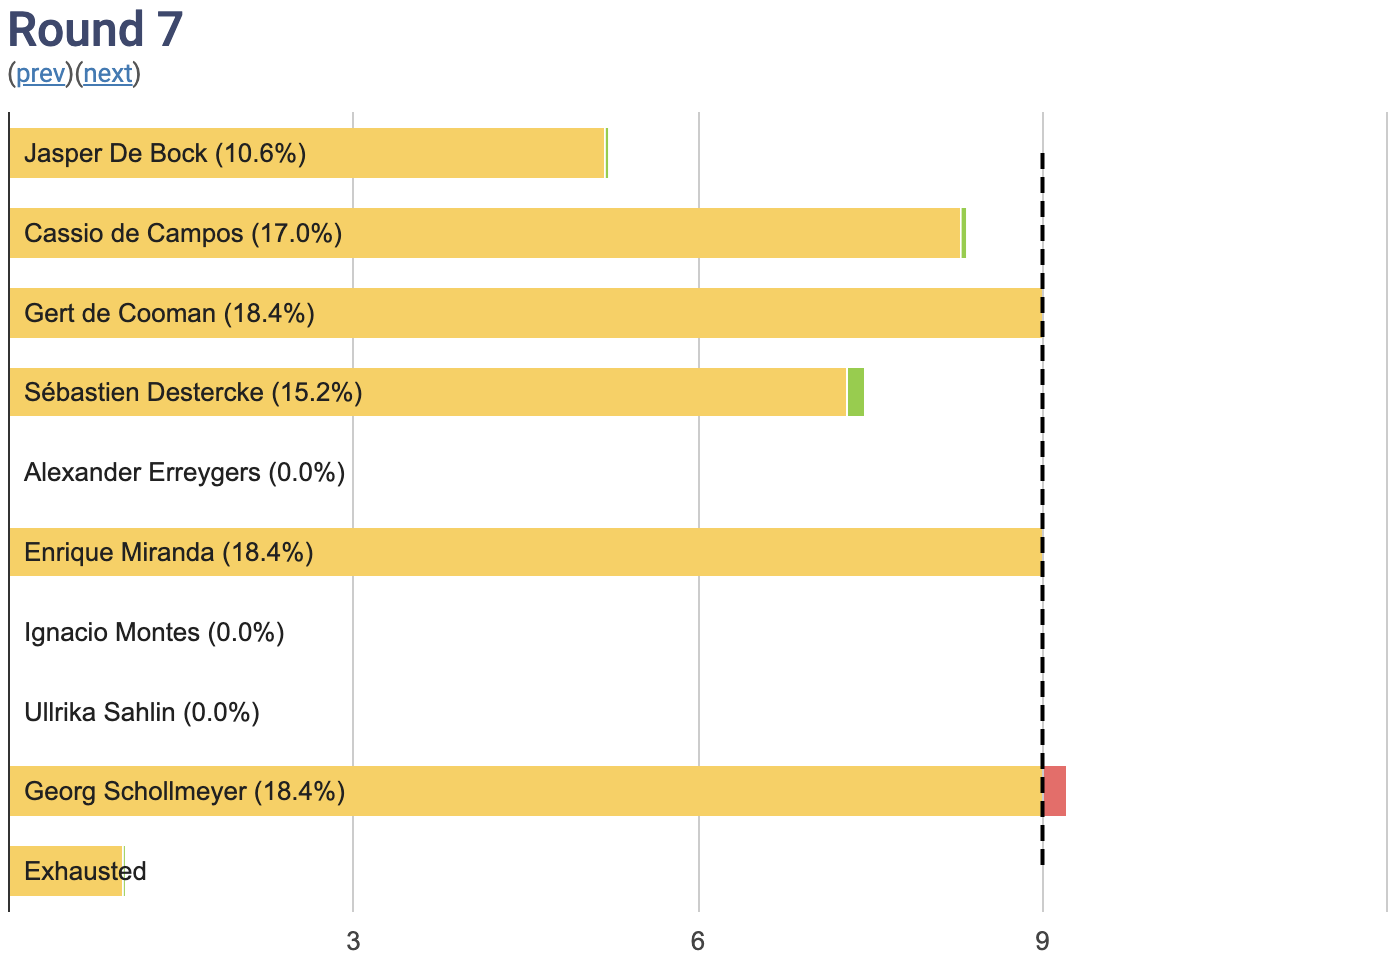 Round 7
(prev)(next)
Jasper De Bock (10.6%)
Cassio de Campos (17.0%)
Gert de Cooman (18.4%)
Sébastien Destercke (15.2%)
Alexander Erreygers (0.0%)
Enrique Miranda (18.4%)
Ignacio Montes (0.0%)
Ullrika Sahlin (0.0%)
Georg Schollmeyer (18.4%)
Exhausted
3 6 9